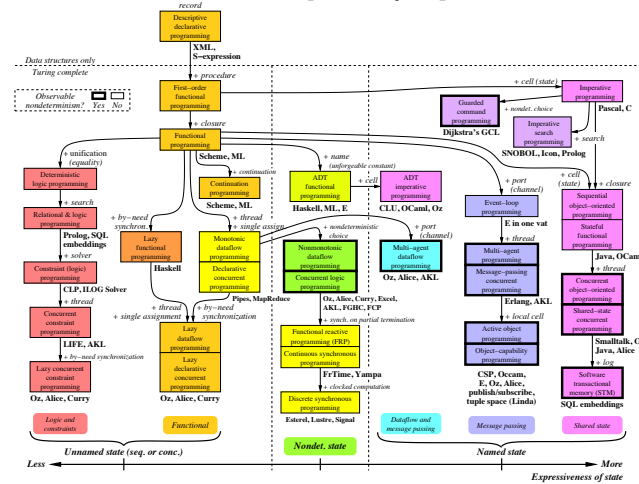 record
Descriptive
declarative
programming
XML,
S-expression
Data structures only
Turing complete
+ procedure
Observable
nondeterminism?
Yes
No
First-order
functional
programming
+ cell (state)
Imperative
programming
Pascal, C
Guarded
command
programming
+ nondet. choice
Dijkstra's GCL
Imperative
search
programming
+ search
SNOBOL, Icon, Prolog
+ closure
Functional
programming
Scheme, ML
+ unification
(equality)
Deterministic
logic programming
+ search
Relational & logic
programming
Prolog, SQL
embeddings
+ solver
Constraint (logic)
programming
CLP, ILOG Solver
+ thread
Concurrent
constraint
programming
LIFE, AKL
+ by-need synchronization
Lazy concurrent
constraint
programming
Oz, Alice, Curry
+ continuation
Continuation
programming
Scheme, ML
+ by-need
synchron.
Lazy
functional
programming
Haskell
+ thread
+ single assignment
+ thread
+ single assign.
Monotonic
dataflow
programming
Declarative
concurrent
programming
Pipes, MapReduce
+ by-need
synchronization
Lazy
dataflow
programming
Lazy
declarative
concurrent
programming
Oz, Alice, Curry
+ name
(unforgeable constant)
ADT
functional
programming
Haskell, ML, E
+ cell
ADT
imperative
programming
CLU, OCaml, Oz
+ nondeterministic
choice
Nonmonotonic
dataflow
programming
Concurrent logic
programming
Oz, Alice, Curry, Excel,
AKL, FGHC, FCP
+ synch. on partial termination
Functional reactive
programming (FRP)
Continuous synchronous
programming
FrTime, Yampa
+ clocked computation
Discrete synchronous
programming
Esterel, Lustre, Signal
+ port
(channel)
Multi-agent
dataflow
programming
Oz, Alice, AKL
+ port
(channel)
Event-loop
programming
E in one vat
+ thread
Multi-agent
programming
Message-passing
concurrent
programming
Erlang, AKL
+ local cell
Active object
programming
Object-capability
programming
CSP, Occam,
E, Oz, Alice,
publish/subscribe,
tuple space (Linda)
+ cell
(state)
+ closure
Sequential
object-oriented
programming
Stateful
functional
programming
Java, OCam
+ thread
Concurrent
object-oriented
programming
Shared-state
concurrent
programming
Smalltalk, O
Java, Alice
+ log
Software
transactional
memory (STM)
SQL embeddings
Logic and
constraints
Functional
Nondet. state
Dataflow and
message passing
Message passing
Shared state
Unnamed state (seq. or conc.)
Named state
Less
More
Expressiveness of state